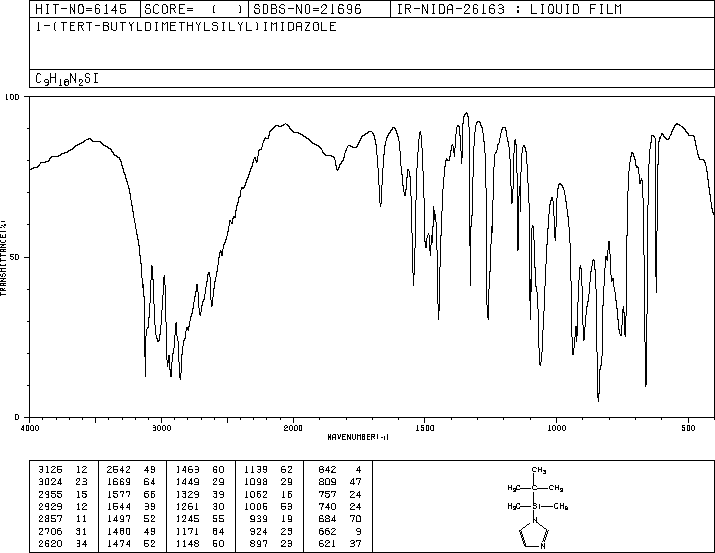 HIT-NO=6145 SCORE= ( ) SDBS-NO=21696 IR-NIDA-26163 : LIQUID FILM
1-(TERT-BUTYLDIMETHYLSILYL)IMIDAZOLE
C9H18N2SI
100
TRANSMITTANCE(%)
50
0
4000 3000 2000 1500 1000 500
WAVENUMBER(-1)
3125 12 2542 49 1463 60 1139 62 842 4
3024 23 1669 64 1449 29 1098 29 809 47
2955 15 1577 66 1329 39 1062 16 757 24
2929 12 1544 39 1261 30 1006 53 740 24
2857 11 1497 52 1245 55 939 19 684 70
2706 31 1480 49 1171 64 924 23 662 9
2620 34 1474 52 1148 50 897 23 621 37
CH3
H3C C CH3
H3C Si CH3
N
N